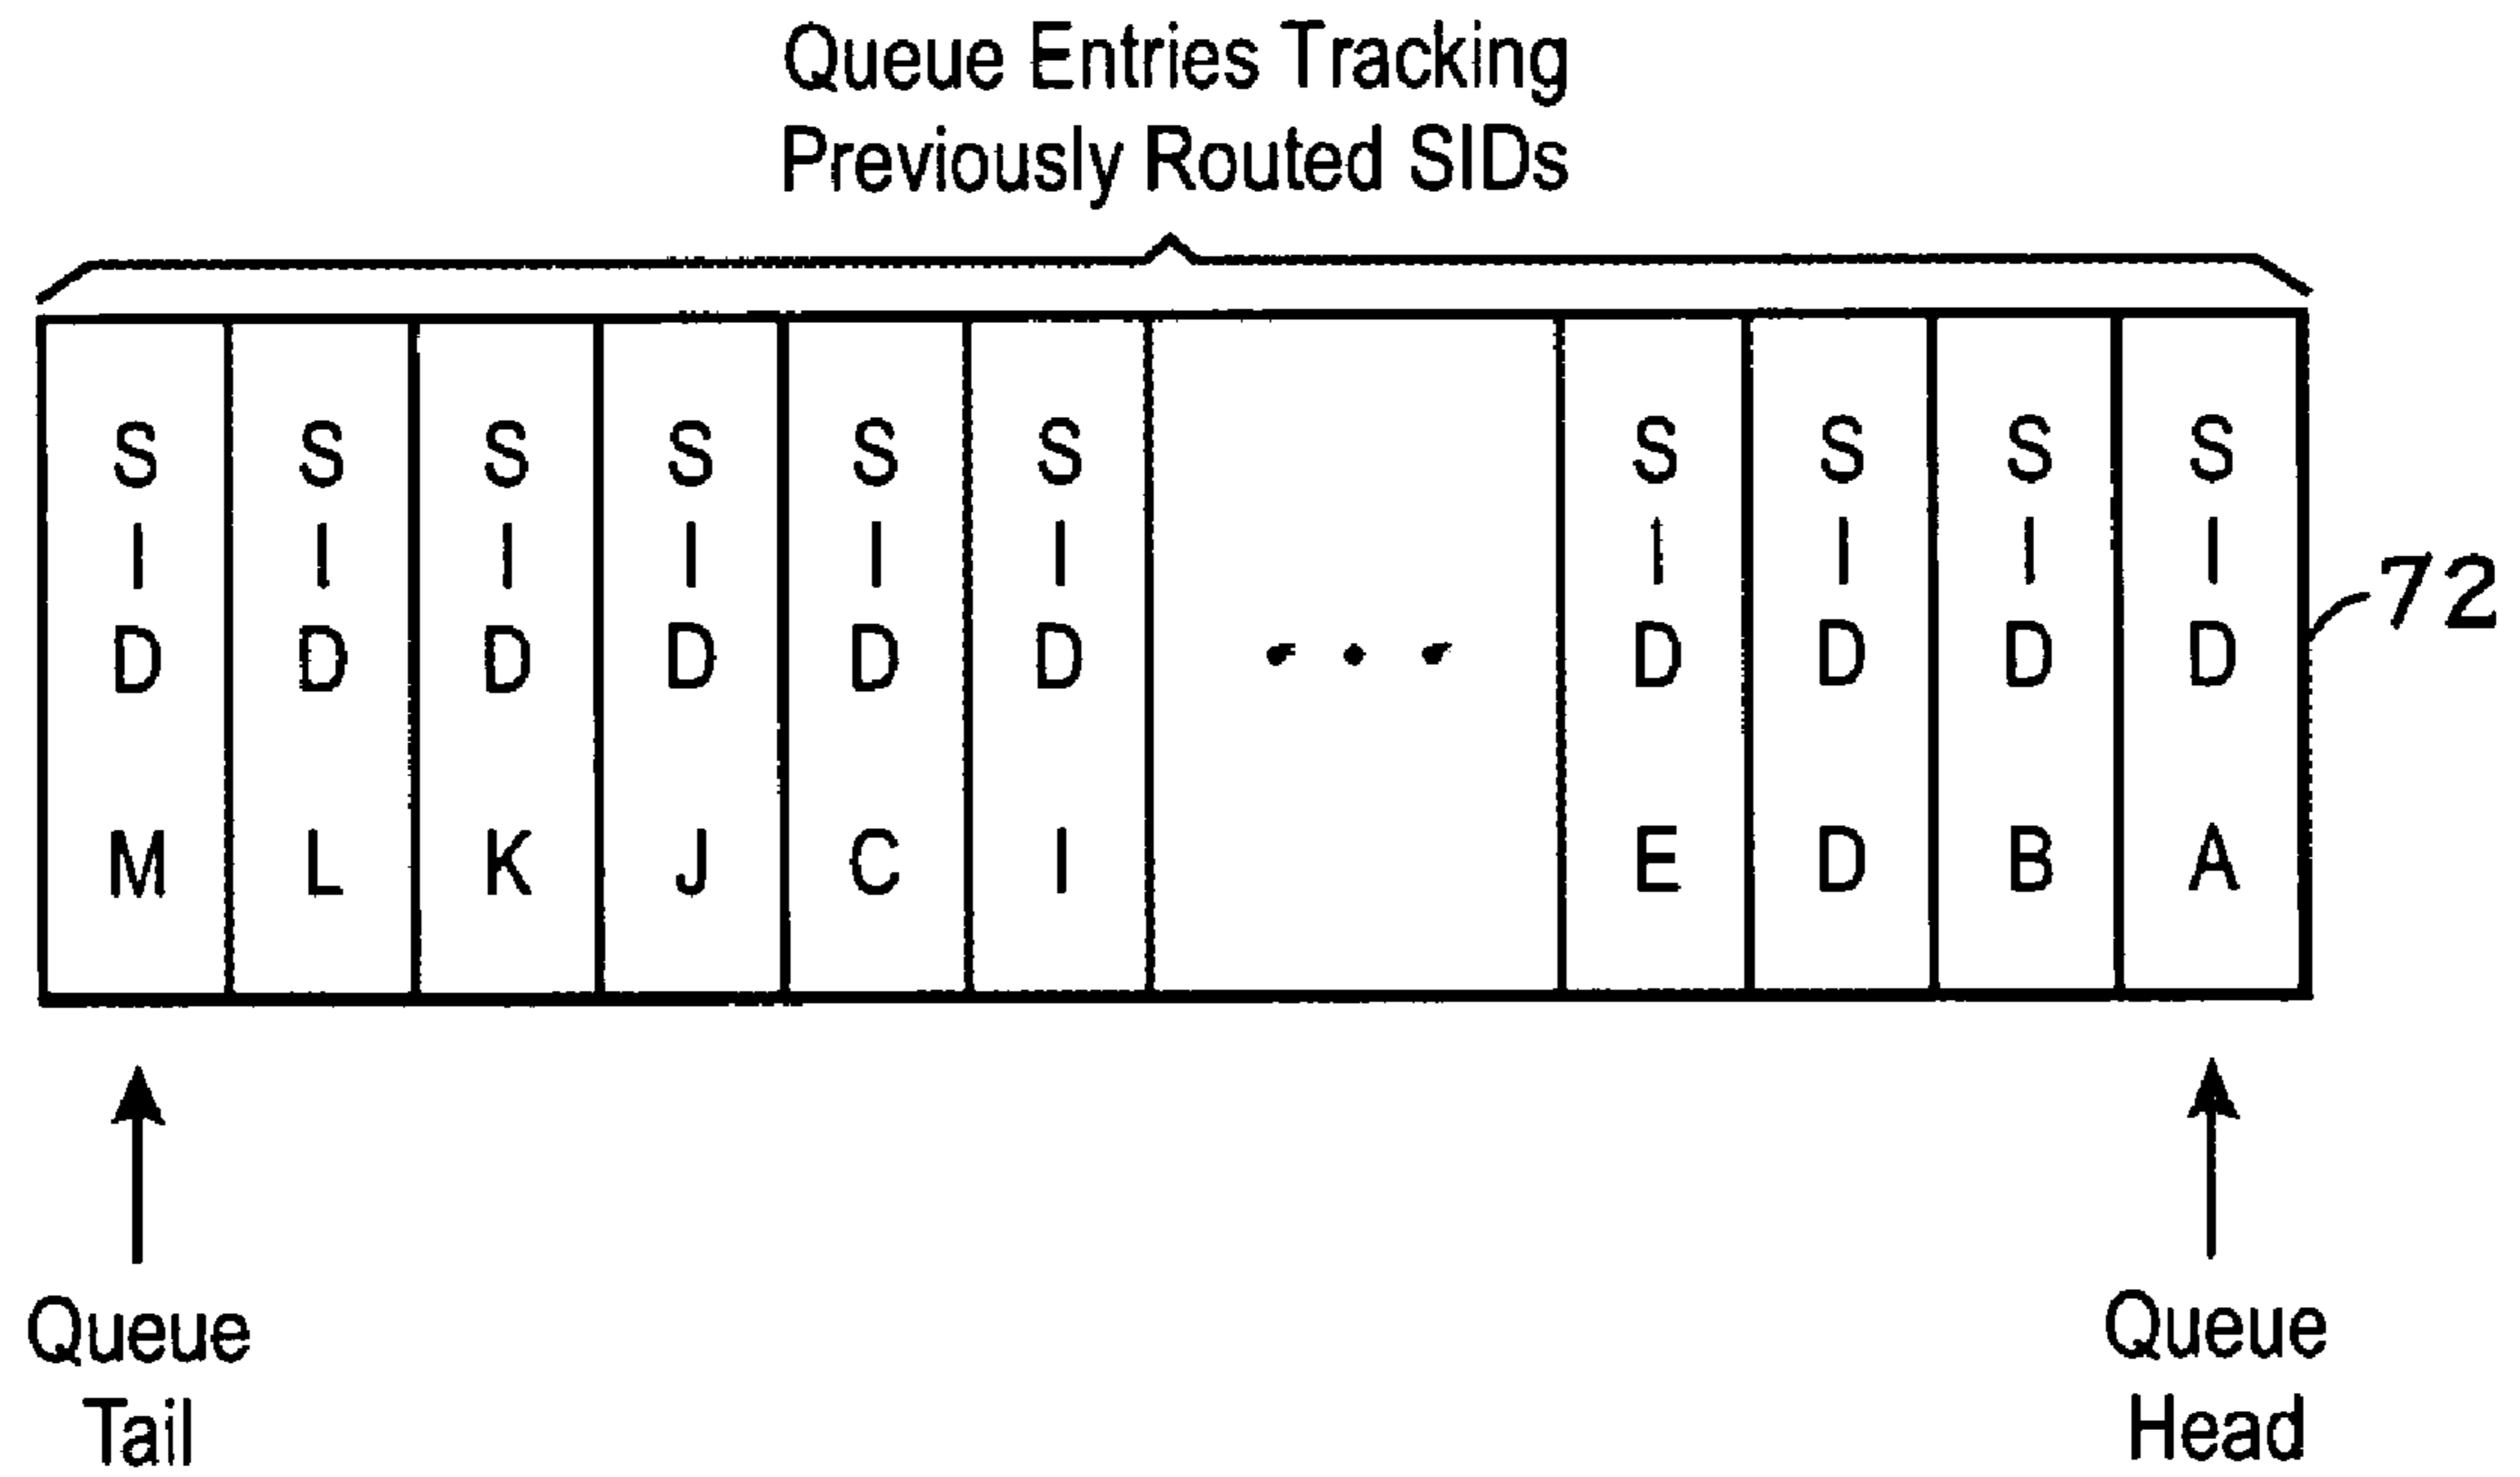 Queue Entries Tracking
Previously Routed SIDs
S S S S S S S S S S
I I I I I I I I I I
D D D D D D • • • D D D D
M L K J C I E D B A
72
Queue
Tail
Queue
Head